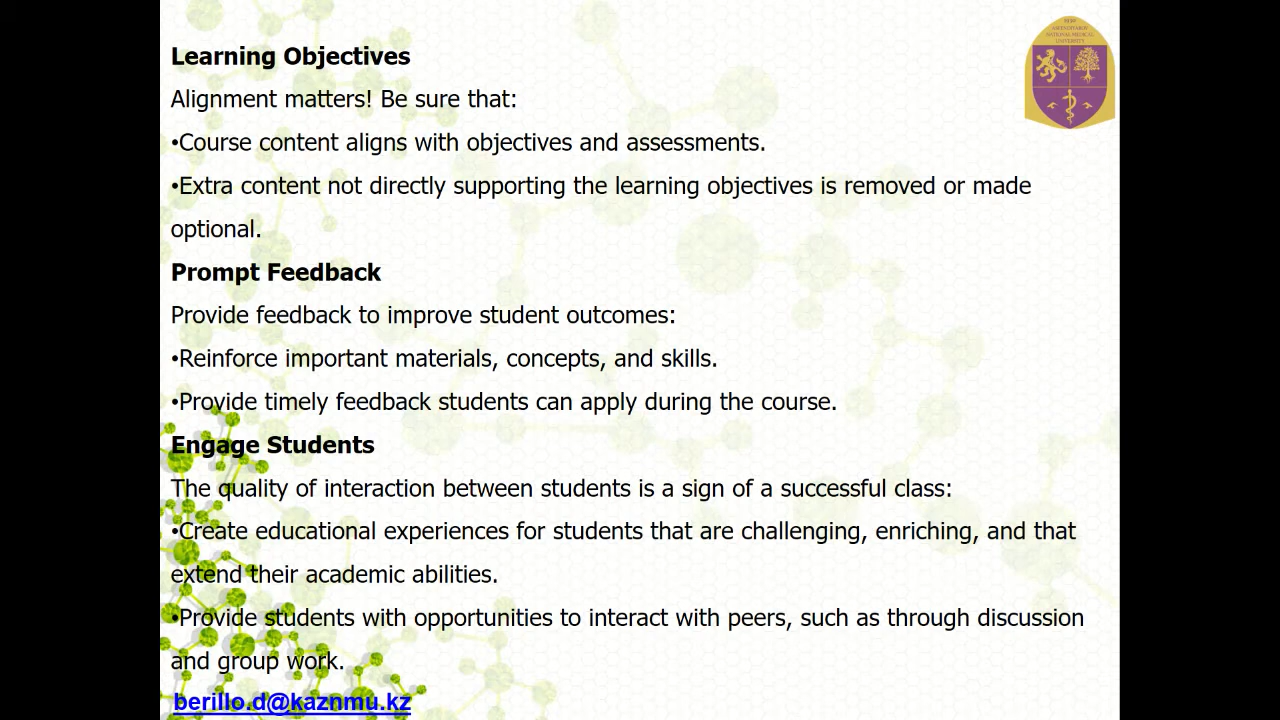 Learning Objectives
Alignment matters! Be sure that:
•Course content aligns with objectives and assessments.
•Extra content not directly supporting the learning objectives is removed or made
optional.
Prompt Feedback
Provide feedback to improve student outcomes:
•Reinforce important materials, concepts, and skills.
•Provide timely feedback students can apply during the course.
Engage Students
The quality of interaction between students is a sign of a successful class:
•Create educational experiences for students that are challenging, enriching, and that
extend their academic abilities.
•Provide students with opportunities to interact with peers, such as through discussion
and group work.
berillo.d@kaznmu.kz
ASFENDIYAROV
NATIONAL MEDICAL
UNIVERSITY